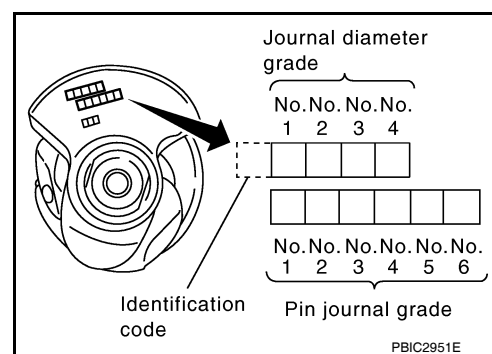 Journal diameter
grade
No. No. No. No.
1 2 3 4
No. No. No. No. No. No.
1 2 3 4 5 6
Identification
code
Pin journal grade
PBIC2951E